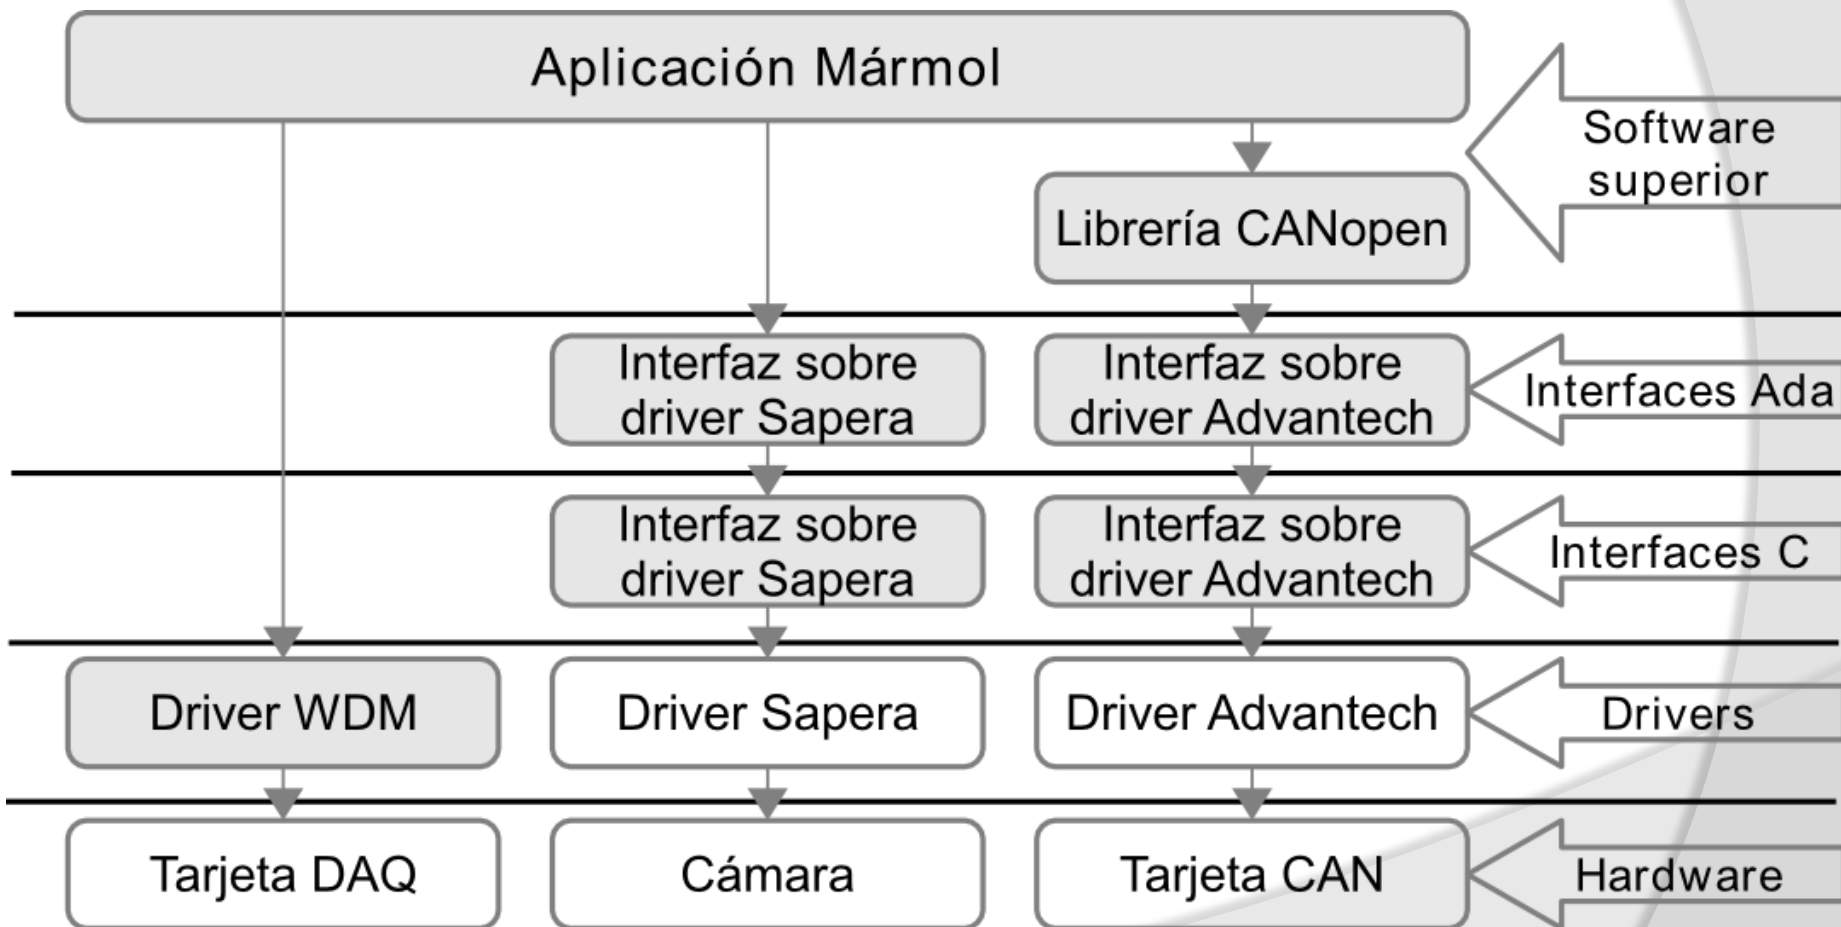 Aplicación Mármol
Software
superior
Librería CANopen
Interfaz sobre
driver Sapera
Interfaz sobre
driver Advantech
Interfaces Ada
Interfaz sobre
driver Sapera
Interfaz sobre
driver Advantech
Interfaces C
Driver WDM
Driver Sapera
Driver Advantech
Drivers
Tarjeta DAQ
Cámara
Tarjeta CAN
Hardware